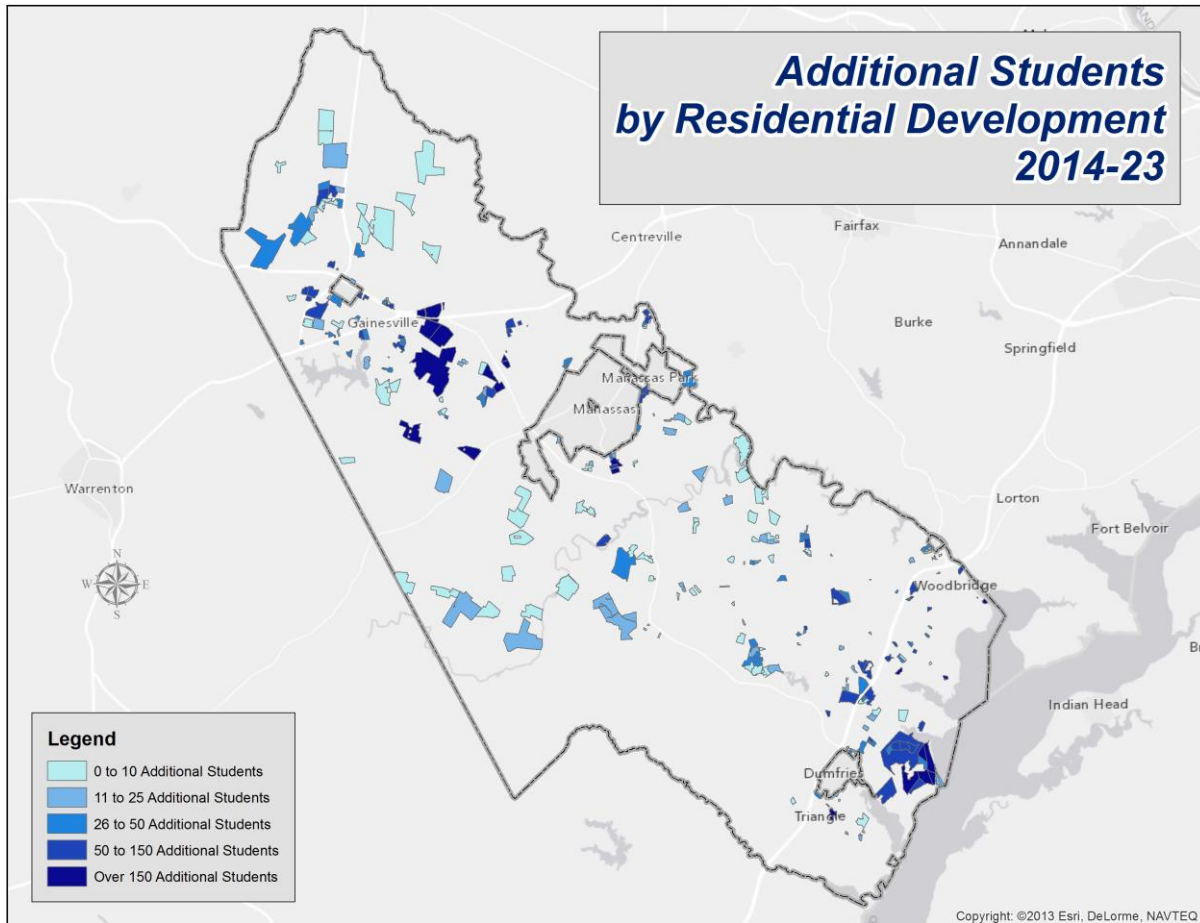 Additional Students
by Residential Development
2014-23
Centreville
Fairfax
Annandale
Burke
Springfield
Gainesville
Manassas Park
Manassas
Warrenton
Lorton
Fort Belvoir
Woodbridge
Indian Head
Dumfries
Triangle
N
W E
S
Legend
0 to 10 Additional Students
11 to 25 Additional Students
26 to 50 Additional Students
50 to 150 Additional Students
Over 150 Additional Students
Copyright: ©2013 Esri, DeLorme, NAVTEQ